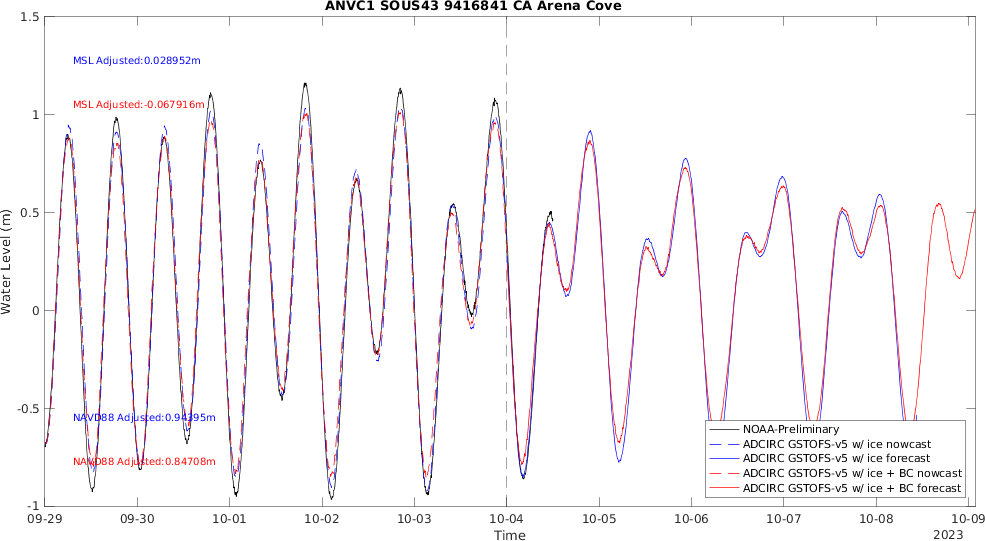 ANVC1 SOUS43 9416841 CA Arena Cove
1.5
1
0.5
0
-0.5
-1
Water Level (m)
MSL Adjusted:0.028952m
MSL Adjusted:-0.067916m
NAVD88 Adjusted:0.94395m
NAVD88 Adjusted:0.84708m
NOAA-Preliminary
ADCIRC GSTOFS-v5 w/ ice nowcast
ADCIRC GSTOFS-v5 w/ ice forecast
ADCIRC GSTOFS-v5 w/ ice + BC nowcast
ADCIRC GSTOFS-v5 w/ ice + BC forecast
09-29 09-30 10-01 10-02 10-03 10-04 10-05 10-06 10-07 10-08 10-09
Time
2023